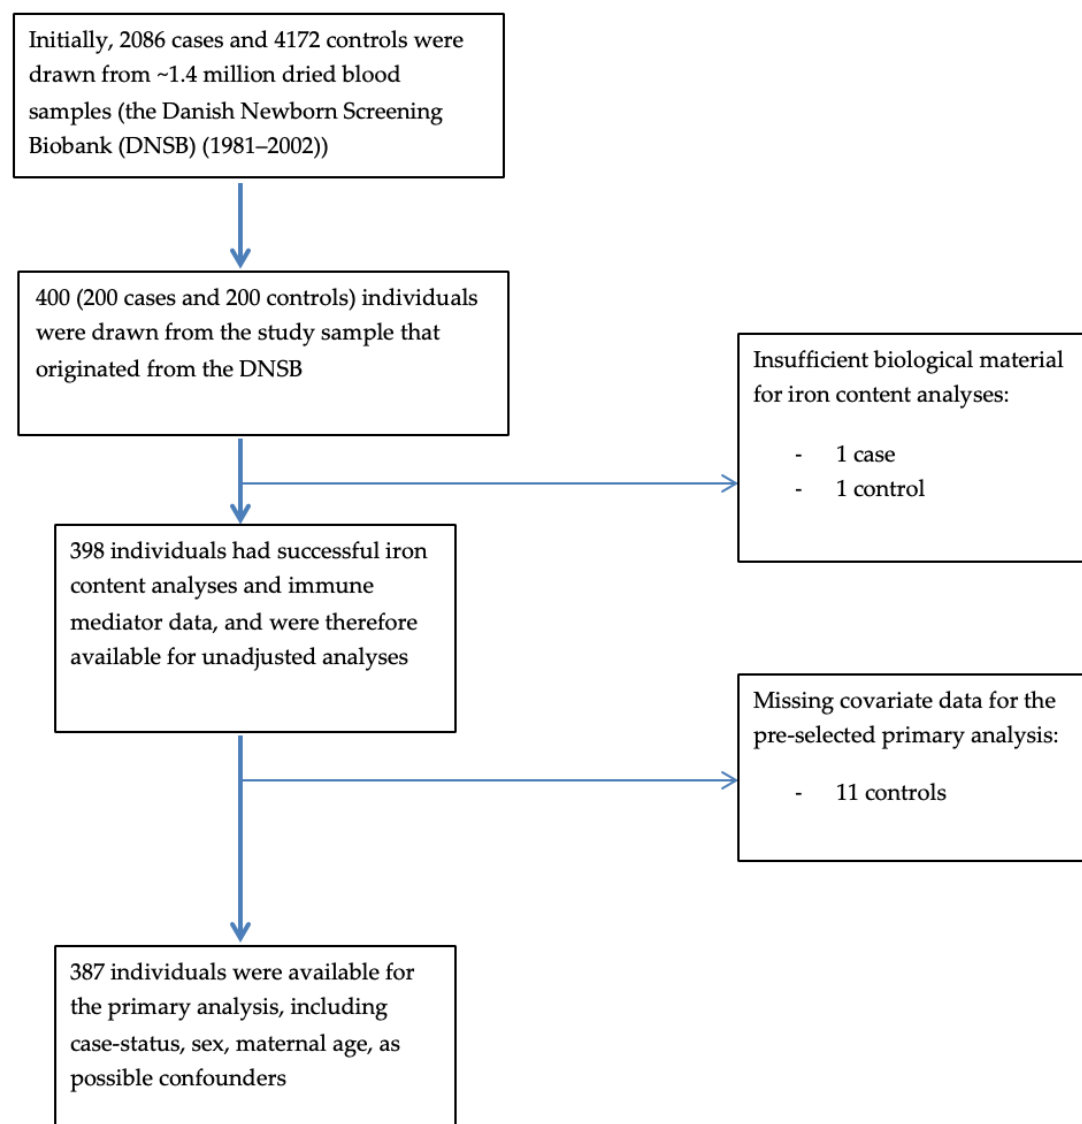 Initially, 2086 cases and 4172 controls were
drawn from ~1.4 million dried blood
samples (the Danish Newborn Screening
Biobank (DNSB) (1981–2002))
400 (200 cases and 200 controls) individuals
were drawn from the study sample that
originated from the DNSB
Insufficient biological material
for iron content analyses:
- 1 case
- 1 control
398 individuals had successful iron
content analyses and immune
mediator data, and were therefore
available for unadjusted analyses
Missing covariate data for the
pre-selected primary analysis:
- 11 controls
387 individuals were available for
the primary analysis, including
case-status, sex, maternal age, as
possible confounders